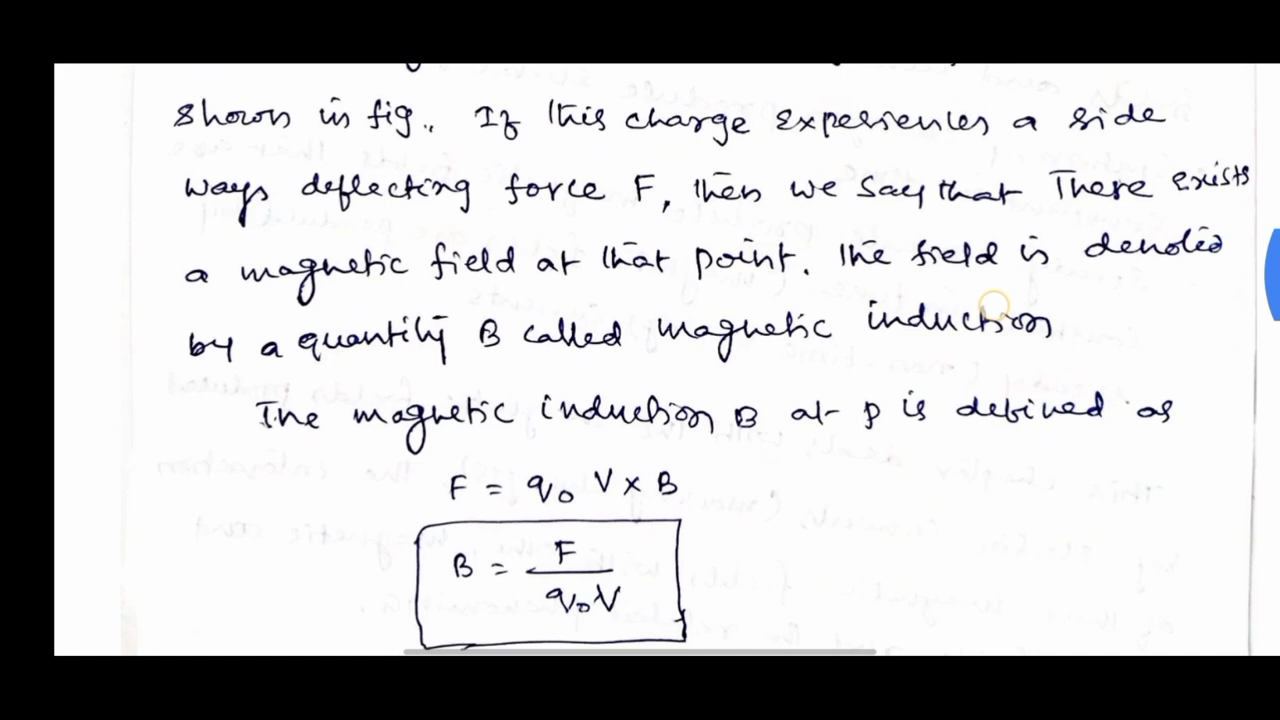 shown in fig.. If this charge experiences a side
ways deflecting force F, then we say that There exists
a magnetic field at that point. The field is denoted
by a quantity B called magnetic induction
The magnetic induction B at P is defined as
F = q₀ V × B
B = F / q₀V